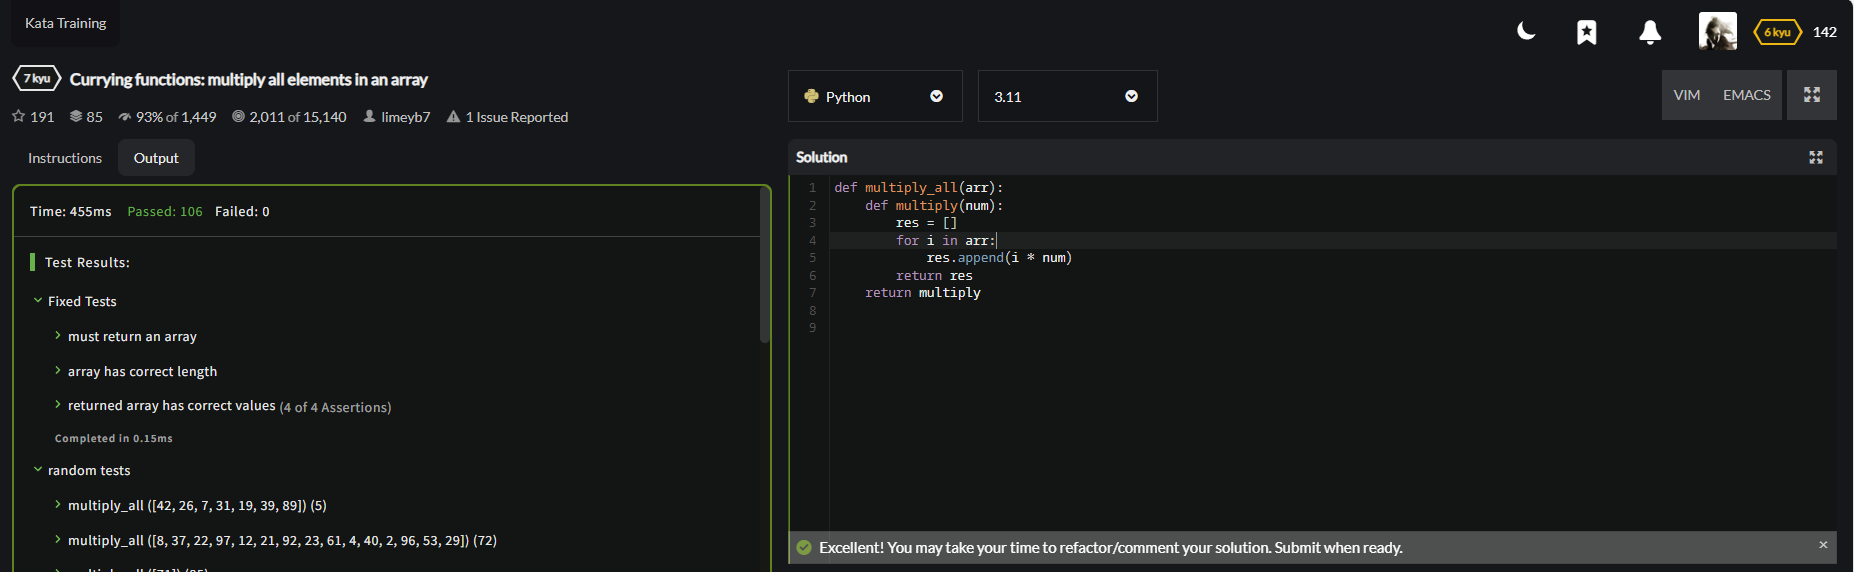 Kata Training
6 kyu 142
7 kyu Currying functions: multiply all elements in an array
191 85 93% of 1,449 2,011 of 15,140 limeyb7 1 Issue Reported
Instructions Output
Time: 455ms Passed: 106 Failed: 0
Test Results:
Fixed Tests
must return an array
array has correct length
returned array has correct values (4 of 4 Assertions)
Completed in 0.15ms
random tests
multiply_all ([42, 26, 7, 31, 19, 39, 89]) (5)
multiply_all ([8, 37, 22, 97, 12, 21, 92, 23, 61, 4, 40, 2, 96, 53, 29]) (72)
Python 3.11 VIM EMACS
Solution
1 def multiply_all(arr):
2     def multiply(num):
3         res = []
4         for i in arr:
5             res.append(i * num)
6         return res
7     return multiply
8
9
Excellent! You may take your time to refactor/comment your solution. Submit when ready. ×